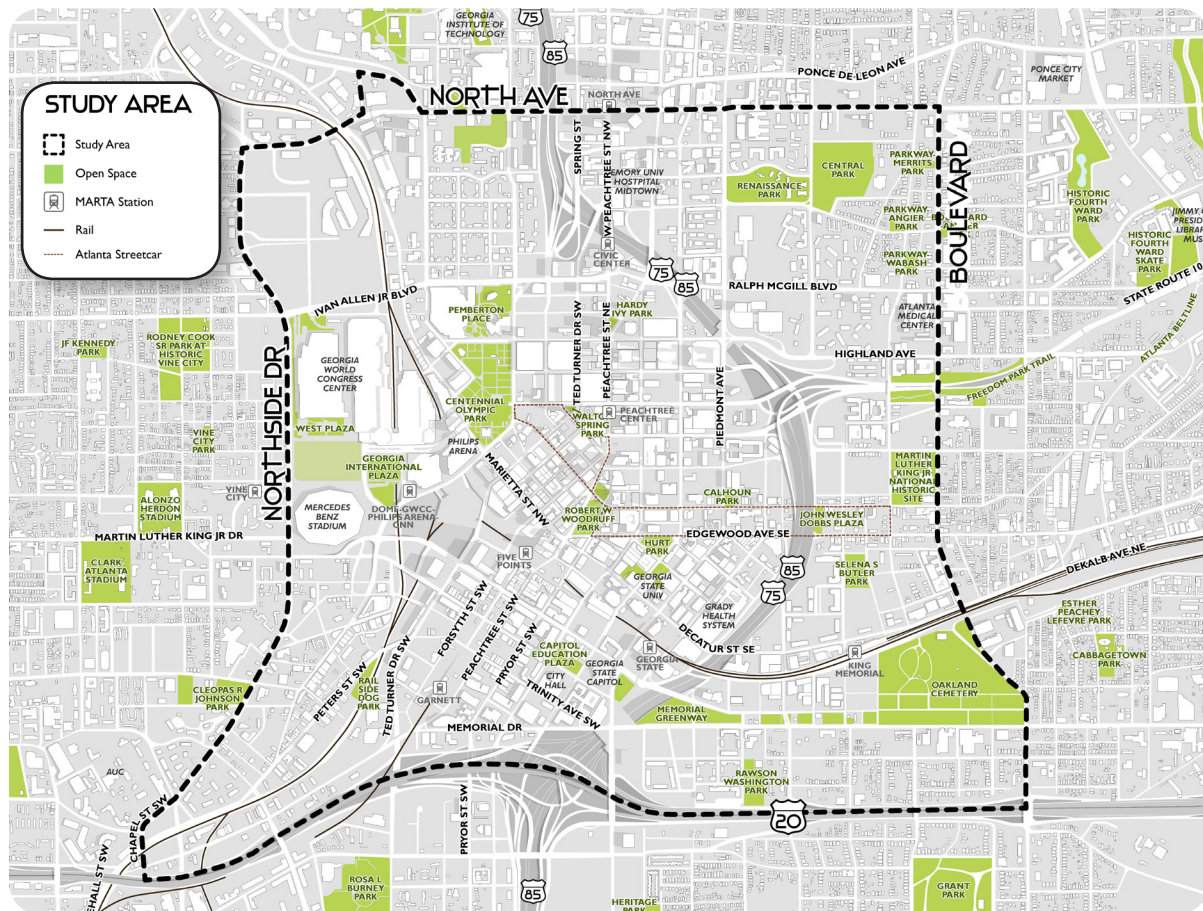 STUDY AREA
Study Area
Open Space
MARTA Station
Rail
Atlanta Streetcar
GEORGIA
INSTITUTE OF
TECHNOLOGY
75
85
NORTH AVE
NORTH AVE
PONCE DE LEON AVE
PONCE CITY
MARKET
SPRING ST
W PEACHTREE ST NW
EMORY UNIV
HOSTPITAL
MIDTOWN
RENAISSANCE
PARK
CENTRAL
PARK
PARKWAY-
MERRITS
PARK
PARKWAY-
ANGIER
PARK
PARKWAY-
WABASH
PARK
BOULEVARD
HISTORIC
FOURTH
WARD PARK
HISTORIC
FOURTH
WARD
SKATE
PARK
STATE ROUTE 10
CIVIC
CENTER
75
85
RALPH MCGILL BLVD
ATLANTA
MEDICAL
CENTER
IVAN ALLEN JR BLVD
PEMBERTON
PLACE
HARDY
IVY PARK
TED TURNER DR SW
PEACHTREE ST NE
HIGHLAND AVE
ATLANTA BELTLINE
FREEDOM PARK TRAIL
JF KENNEDY
PARK
RODNEY COOK
SR PARK AT
HISTORIC
VINE CITY
NORTHSIDE DR
GEORGIA
WORLD
CONGRESS
CENTER
CENTENNIAL
OLYMPIC
PARK
PEACHTREE
CENTER
WALTON
SPRING
PARK
PIEDMONT AVE
WEST PLAZA
VINE
CITY
PARK
PHILIPS
ARENA
MARIETTA ST NW
GEORGIA
INTERNATIONAL
PLAZA
MARTIN
LUTHER
KING JR
NATIONAL
HISTORIC
SITE
VINE
CITY
ALONZO
HERDON
STADIUM
MERCEDES
BENZ
STADIUM
DOME-GWCC-
PHILIPS ARENA-
CNN
CALHOUN
PARK
ROBERT W
WOODRUFF
PARK
JOHN WESLEY
DOBBS PLAZA
MARTIN LUTHER KING JR DR
EDGEWOOD AVE SE
HURT
PARK
FIVE
POINTS
CLARK
ATLANTA
STADIUM
GEORGIA
STATE
UNIV
85
75
SELENA S
BUTLER
PARK
DEKALB AVE NE
GRADY
HEALTH
SYSTEM
ESTHER
PEACHEY
LEFEVRE PARK
FORSYTH ST SW
PEACHTREE ST SW
PRYOR ST SW
DECATUR ST SE
CAPITOL
EDUCATION
PLAZA
CITY
HALL
GEORGIA
STATE
CAPITOL
GEORGIA
STATE
KING
MEMORIAL
CABBAGETOWN
PARK
CLEOPAS R
JOHNSON
PARK
PETERS ST SW
RAIL
SIDE
DOG
PARK
TED TURNER DR SW
GARNETT
TRINITY AVE SW
OAKLAND
CEMETERY
MEMORIAL
GREENWAY
MEMORIAL DR
AUC
RAWSON
WASHINGTON
PARK
CHAPEL ST SW
PRYOR ST SW
20
ROSA L
BURNEY
PARK
85
HERITAGE
PARK
GRANT
PARK